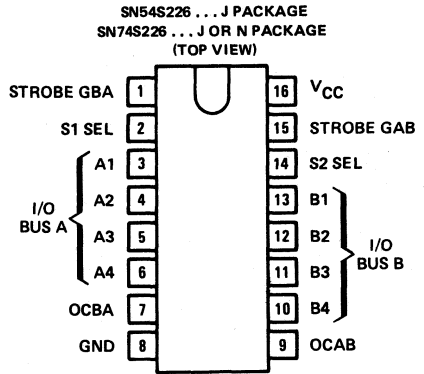 SN54S226 . . . J PACKAGE
SN74S226 . . . J OR N PACKAGE
(TOP VIEW)
STROBE GBA 1 16 VCC
S1 SEL 2 15 STROBE GAB
A1 3 14 S2 SEL
A2 4 13 B1
I/O BUS A
A3 5 12 B2
I/O BUS B
A4 6 11 B3
OCBA 7 10 B4
GND 8 9 OCAB